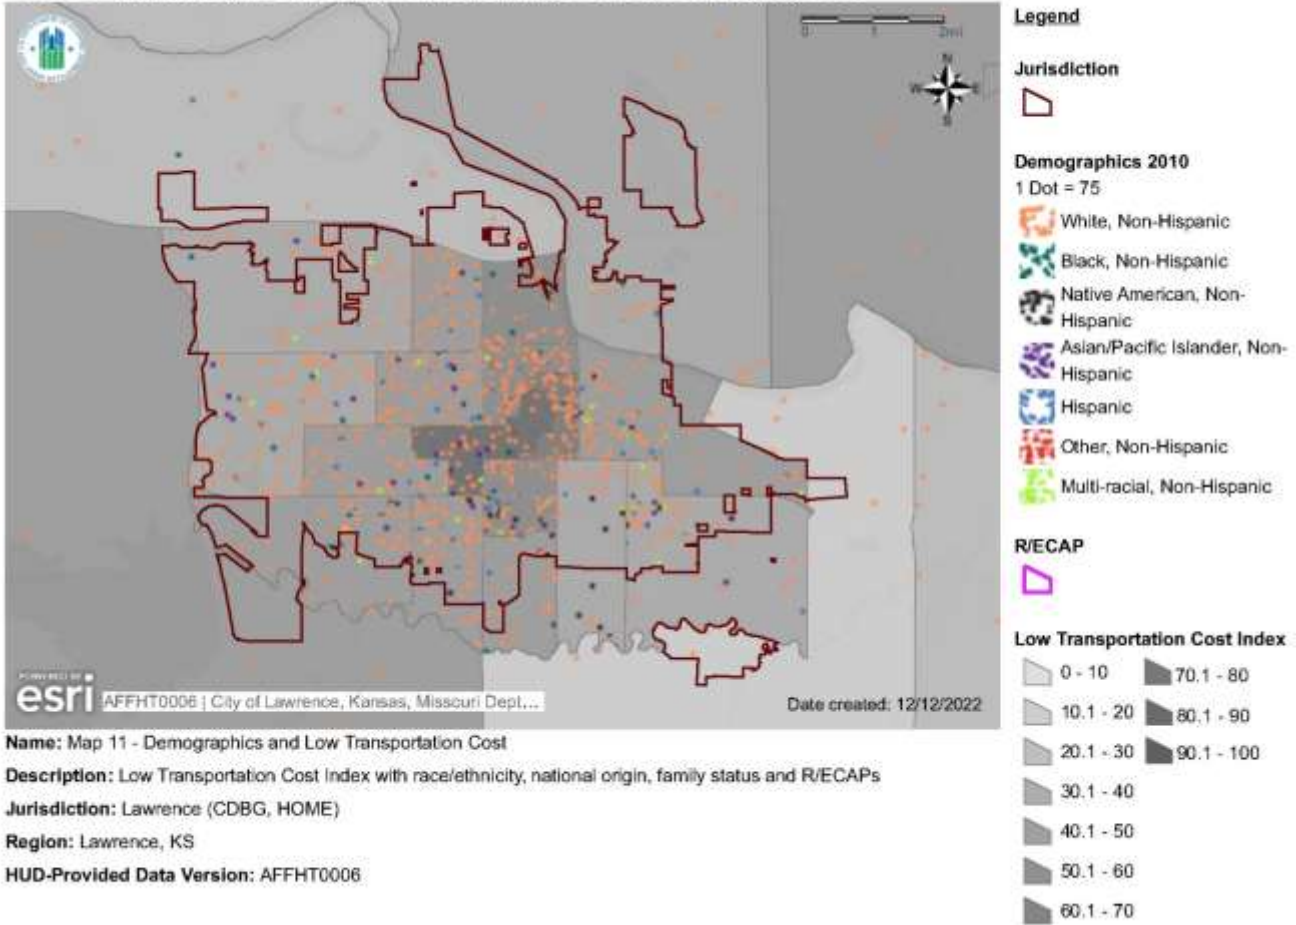 0 1 2mi
N
W E
S
POWERED BY
esri
AFFHT0006 | City of Lawrence, Kansas, Missouri Dept...
Date created: 12/12/2022
Name: Map 11 - Demographics and Low Transportation Cost
Description: Low Transportation Cost Index with race/ethnicity, national origin, family status and R/ECAPs
Jurisdiction: Lawrence (CDBG, HOME)
Region: Lawrence, KS
HUD-Provided Data Version: AFFHT0006
Legend
Jurisdiction
Demographics 2010
1 Dot = 75
White, Non-Hispanic
Black, Non-Hispanic
Native American, Non-
Hispanic
Asian/Pacific Islander, Non-
Hispanic
Hispanic
Other, Non-Hispanic
Multi-racial, Non-Hispanic
R/ECAP
Low Transportation Cost Index
0 - 10
10.1 - 20
20.1 - 30
30.1 - 40
40.1 - 50
50.1 - 60
60.1 - 70
70.1 - 80
80.1 - 90
90.1 - 100